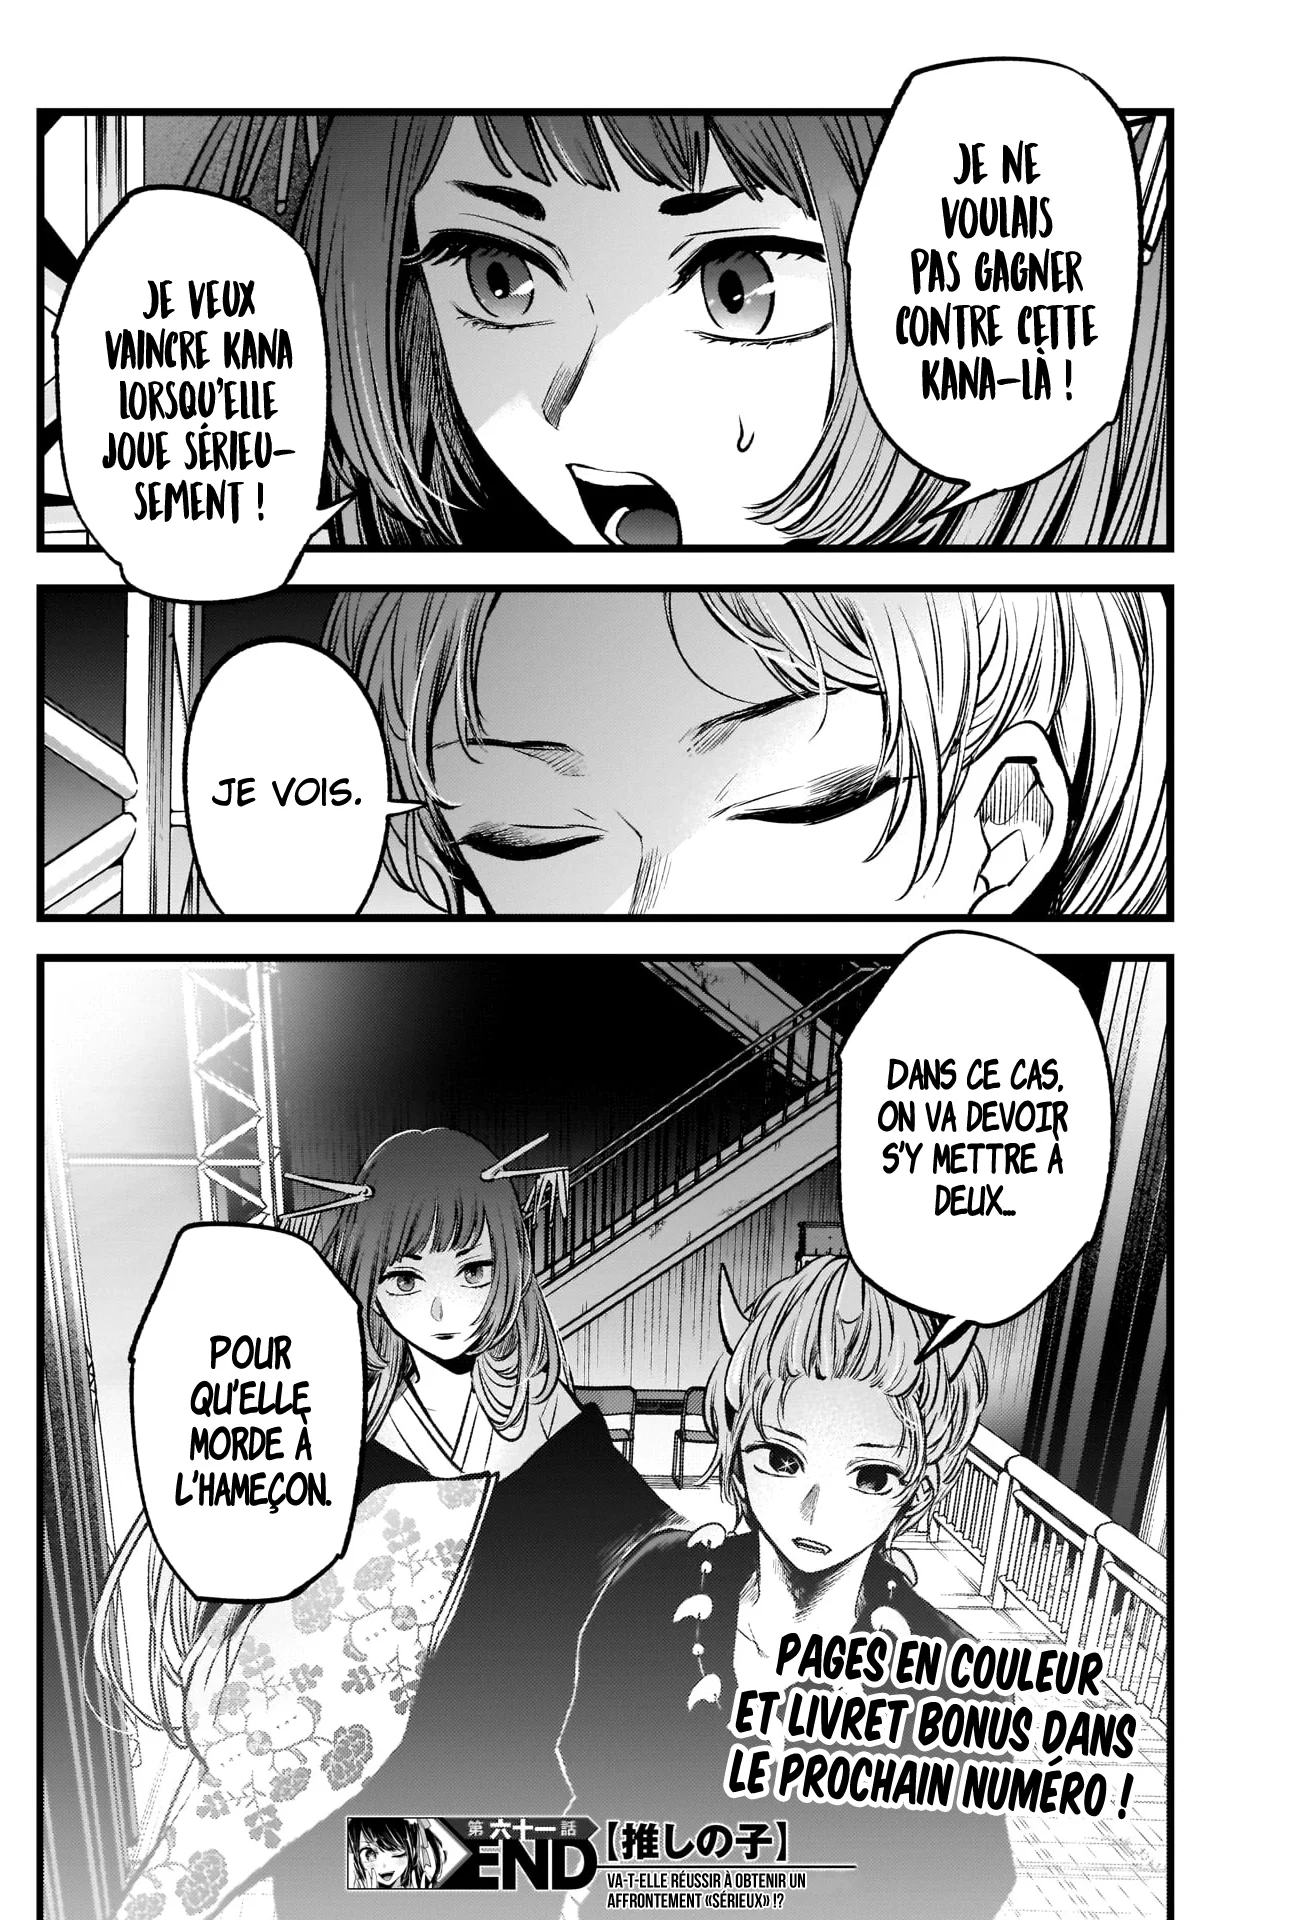 JE NE
VOULAIS
PAS GAGNER
CONTRE CETTE
KANA-LÀ !
JE VEUX
VAINCRE KANA
LORSQU'ELLE
JOUE SÉRIEU-
SEMENT !
JE VOIS.
DANS CE CAS,
ON VA DEVOIR
S'Y METTRE À
DEUX...
POUR
QU'ELLE
MORDE À
L'HAMEÇON.
PAGES EN COULEUR
ET LIVRET BONUS DANS
LE PROCHAIN NUMÉRO !
第六十一話
END
【推しの子】
VA-T-ELLE RÉUSSIR À OBTENIR UN
AFFRONTEMENT «SÉRIEUX» !?